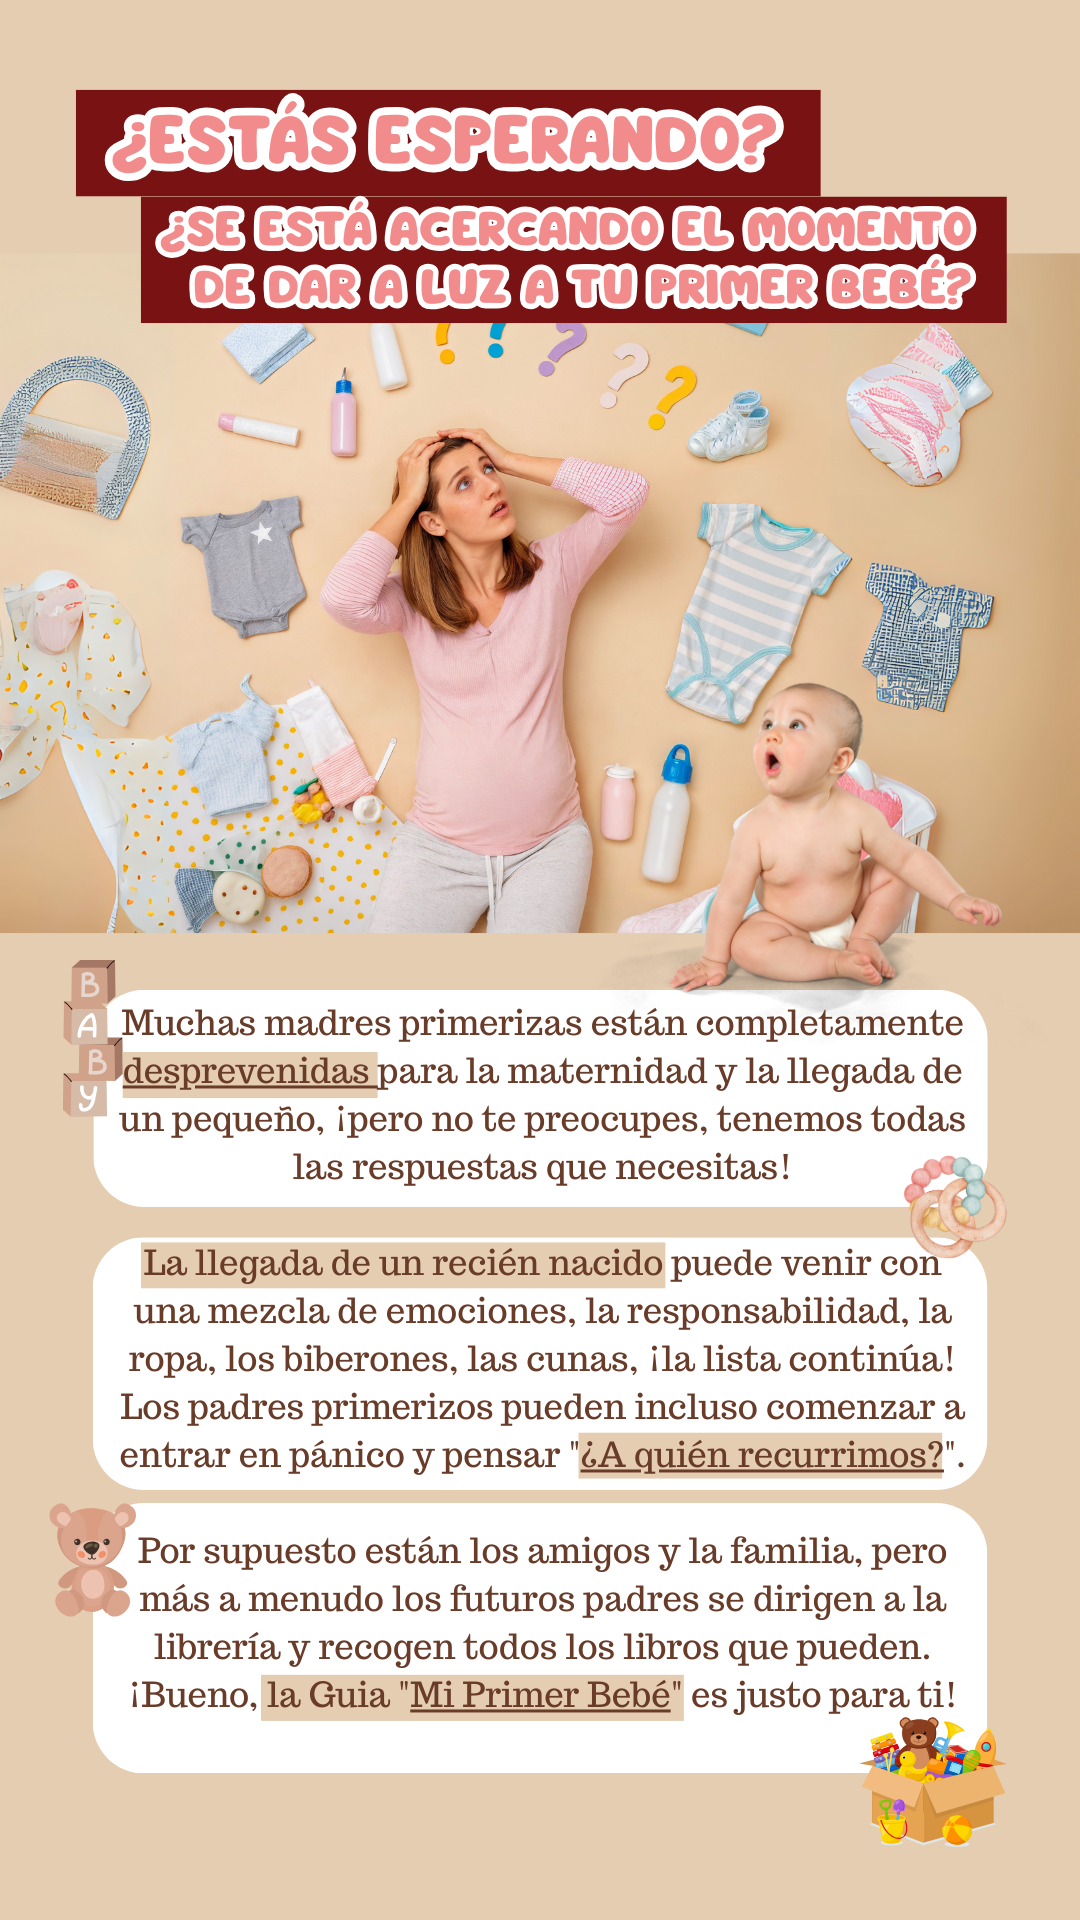 ¿ESTÁS ESPERANDO?
¿SE ESTÁ ACERCANDO EL MOMENTO
DE DAR A LUZ A TU PRIMER BEBÉ?
B
A
B
y
Muchas madres primerizas están completamente
desprevenidas para la maternidad y la llegada de
un pequeño, ¡pero no te preocupes, tenemos todas
las respuestas que necesitas!
La llegada de un recién nacido puede venir con
una mezcla de emociones, la responsabilidad, la
ropa, los biberones, las cunas, ¡la lista continúa!
Los padres primerizos pueden incluso comenzar a
entrar en pánico y pensar "¿A quién recurrimos?".
Por supuesto están los amigos y la familia, pero
más a menudo los futuros padres se dirigen a la
librería y recogen todos los libros que pueden.
¡Bueno, la Guia "Mi Primer Bebé" es justo para ti!